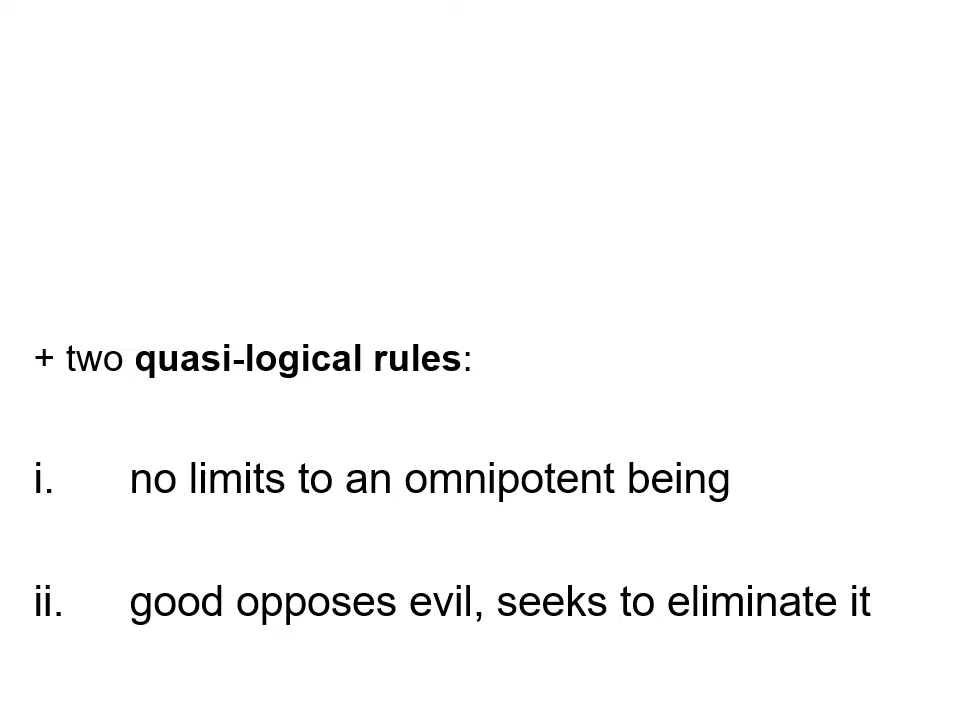 + two quasi-logical rules:
i. no limits to an omnipotent being
ii. good opposes evil, seeks to eliminate it